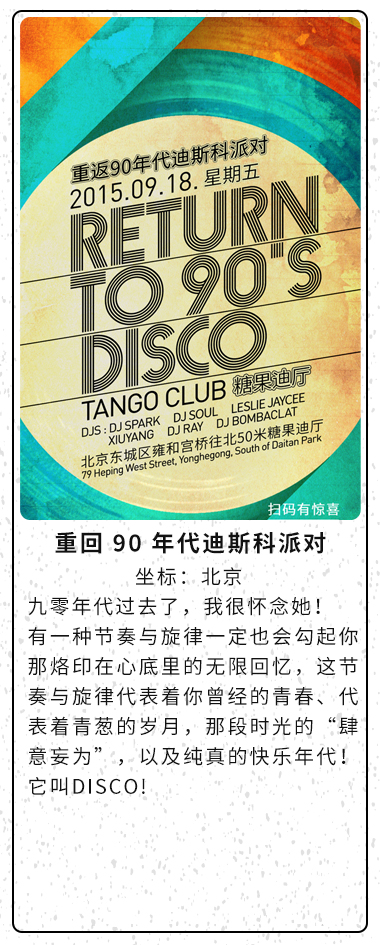 重返90年代迪斯科派对
2015.09.18. 星期五
RETURN
TO 90'S
DISCO
TANGO CLUB 糖果迪厅
DJS : DJ SPARK DJ SOUL LESLIE JAYCEE
XIUYANG DJ RAY DJ BOMBACLAT
北京东城区雍和宫桥往北50米糖果迪厅
79 Heping West Street, Yonghegong, South of Daitan Park
扫码有惊喜
重回 90 年代迪斯科派对
坐标：北京
九零年代过去了，我很怀念她！
有一种节奏与旋律一定也会勾起你
那烙印在心底里的无限回忆，这节
奏与旋律代表着你曾经的青春、代
表着青葱的岁月，那段时光的“肆
意妄为”，以及纯真的快乐年代！
它叫DISCO!